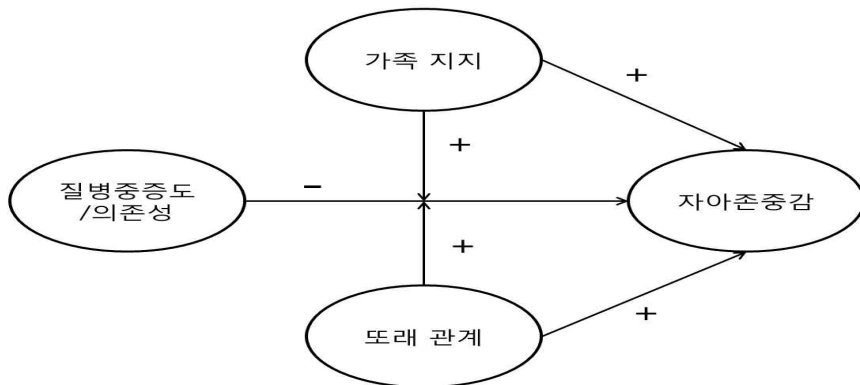 가족 지지
+
+
질병중증도
/의존성
−
자아존중감
+
+
또래 관계